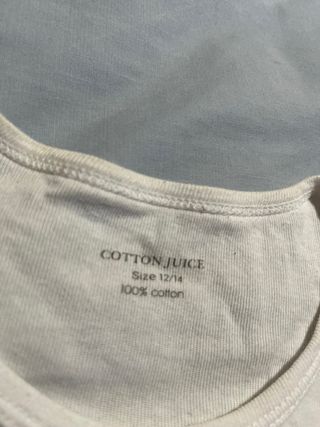 COTTON JUICE
Size 12/14
100% cotton